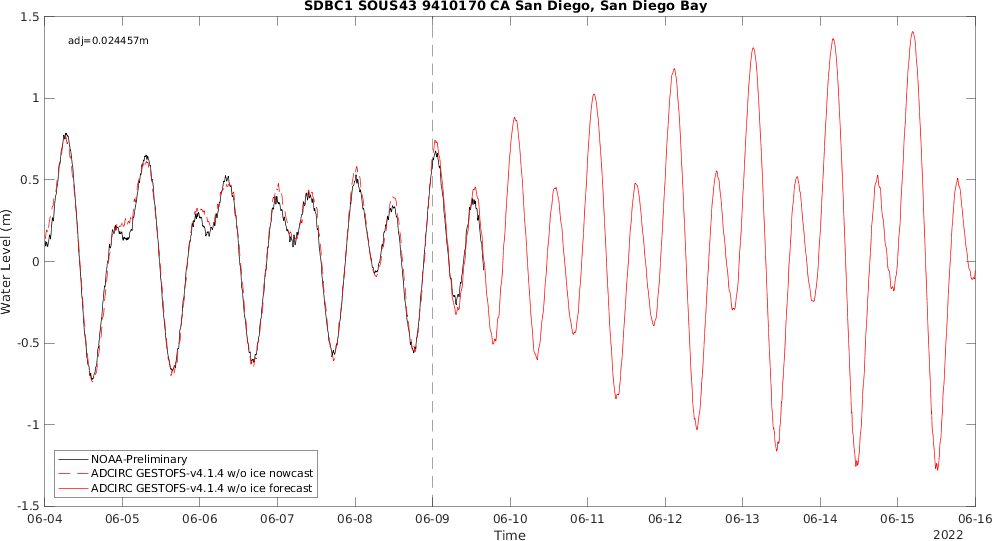 SDBC1 SOUS43 9410170 CA San Diego, San Diego Bay
1.5
adj=0.024457m
1
0.5
0
-0.5
-1
-1.5
Water Level (m)
NOAA-Preliminary
ADCIRC GESTOFS-v4.1.4 w/o ice nowcast
ADCIRC GESTOFS-v4.1.4 w/o ice forecast
06-04 06-05 06-06 06-07 06-08 06-09 06-10 06-11 06-12 06-13 06-14 06-15 06-16
Time
2022